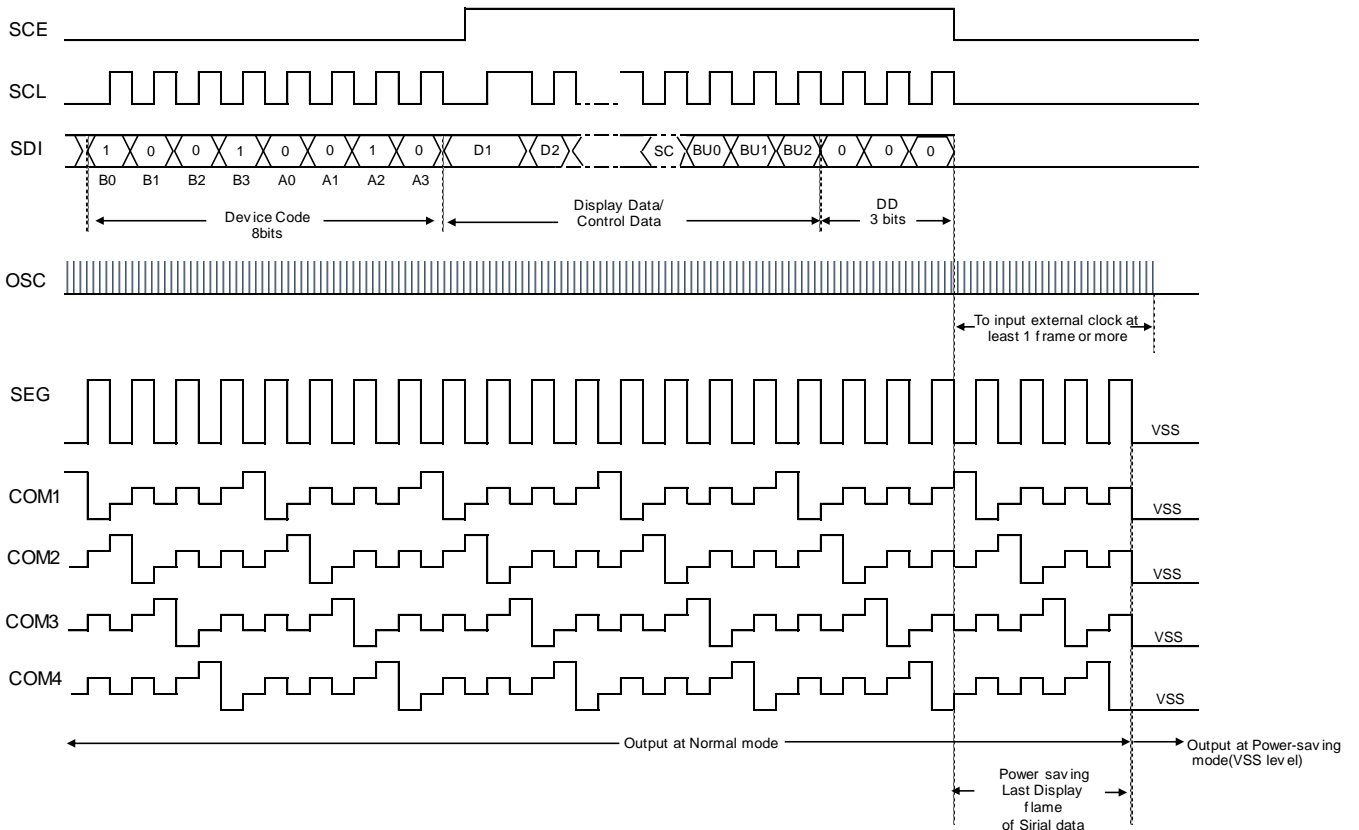 SCE
SCL
SDI
1 0 0 1 0 0 1 0 D1 D2 SC BU0 BU1 BU2 0 0 0
B0 B1 B2 B3 A0 A1 A2 A3
Device Code
8bits
Display Data/
Control Data
DD
3 bits
OSC
To input external clock at
least 1 frame or more
SEG
VSS
COM1
VSS
COM2
VSS
COM3
VSS
COM4
VSS
Output at Normal mode
Output at Power-saving
mode(VSS level)
Power saving
Last Display
flame
of Sirial data